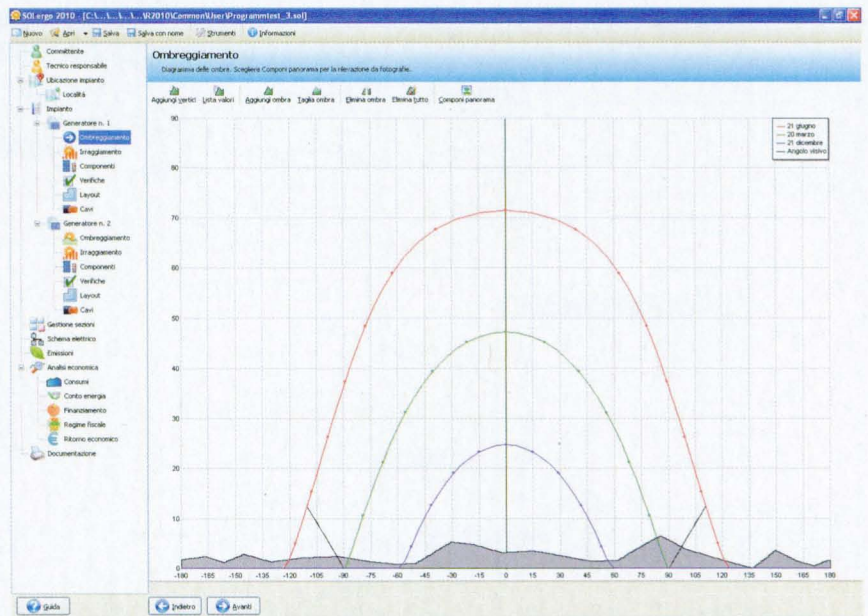 SOLergo 2010 - [C:\...\...\...\R2010\Common\User\Programmtest_3.sol]
Nuovo Apri Salva Salva con nome Strumenti Informazioni
Committente
Tecnico responsabile
Ubicazione impianto
Località
Impianto
Generatore n. 1
Ombreggiamento
Irraggiamento
Componenti
Verifiche
Layout
Cavi
Generatore n. 2
Ombreggiamento
Irraggiamento
Componenti
Verifiche
Layout
Cavi
Gestione sezioni
Schema elettrico
Emissioni
Analisi economica
Consumi
Conto energia
Finanziamento
Regime fiscale
Ritorno economico
Documentazione
Ombreggiamento
Diagramma delle ombre. Scegliere Componi panorama per la rilevazione da fotografie.
Aggiungi vertici Lista valori Aggiungi ombra Taglia ombra Elimina ombra Elimina tutto Componi panorama
21 giugno
20 marzo
21 dicembre
Angolo visivo
90
80
70
60
50
40
30
20
10
0
-180 -165 -150 -135 -120 -105 -90 -75 -60 -45 -30 -15 0 15 30 45 60 75 90 105 120 135 150 165 180
Guida Indietro Avanti